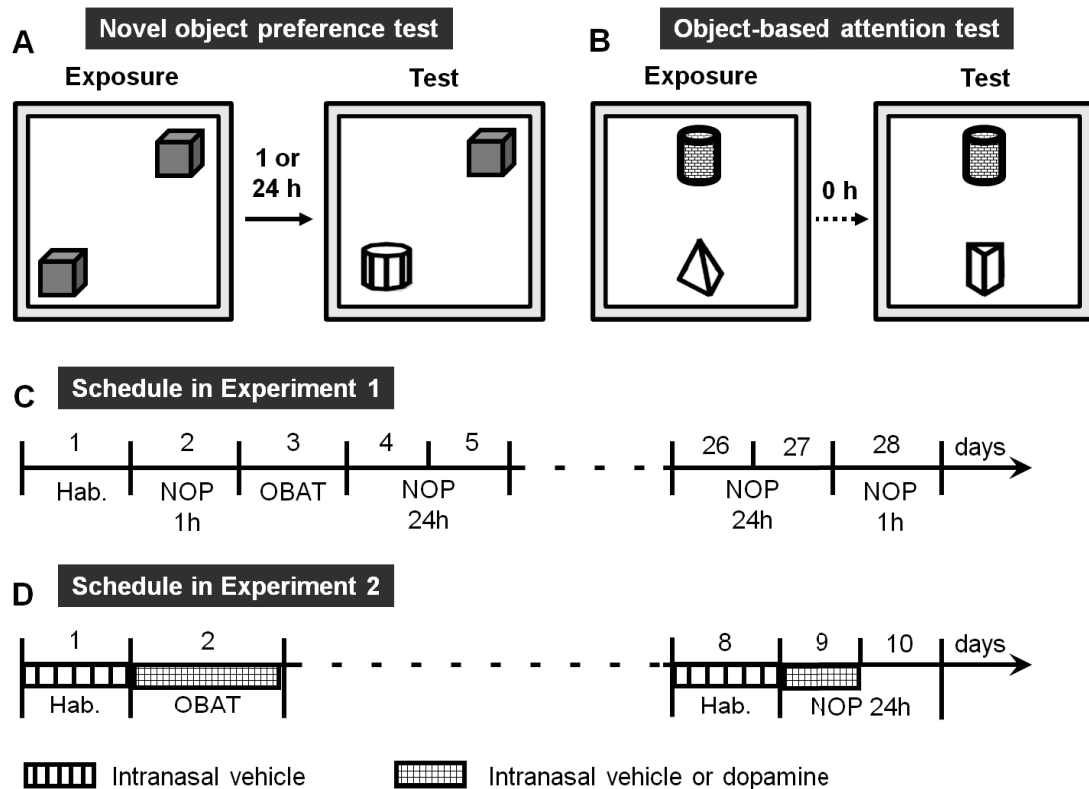 A Novel object preference test
Exposure
Test
1 or
24 h
B Object-based attention test
Exposure
Test
0 h
C Schedule in Experiment 1
1 2 3 4 5 26 27 28 days
Hab. NOP OBAT NOP NOP NOP
1h 24h 24h 1h
D Schedule in Experiment 2
1 2 8 9 10 days
Hab. OBAT Hab. NOP 24h
Intranasal vehicle Intranasal vehicle or dopamine